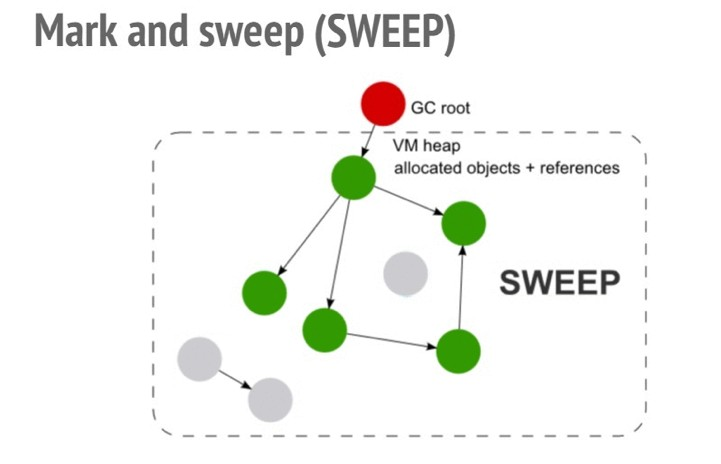 Mark and sweep (SWEEP)
GC root
VM heap
allocated objects + references
SWEEP